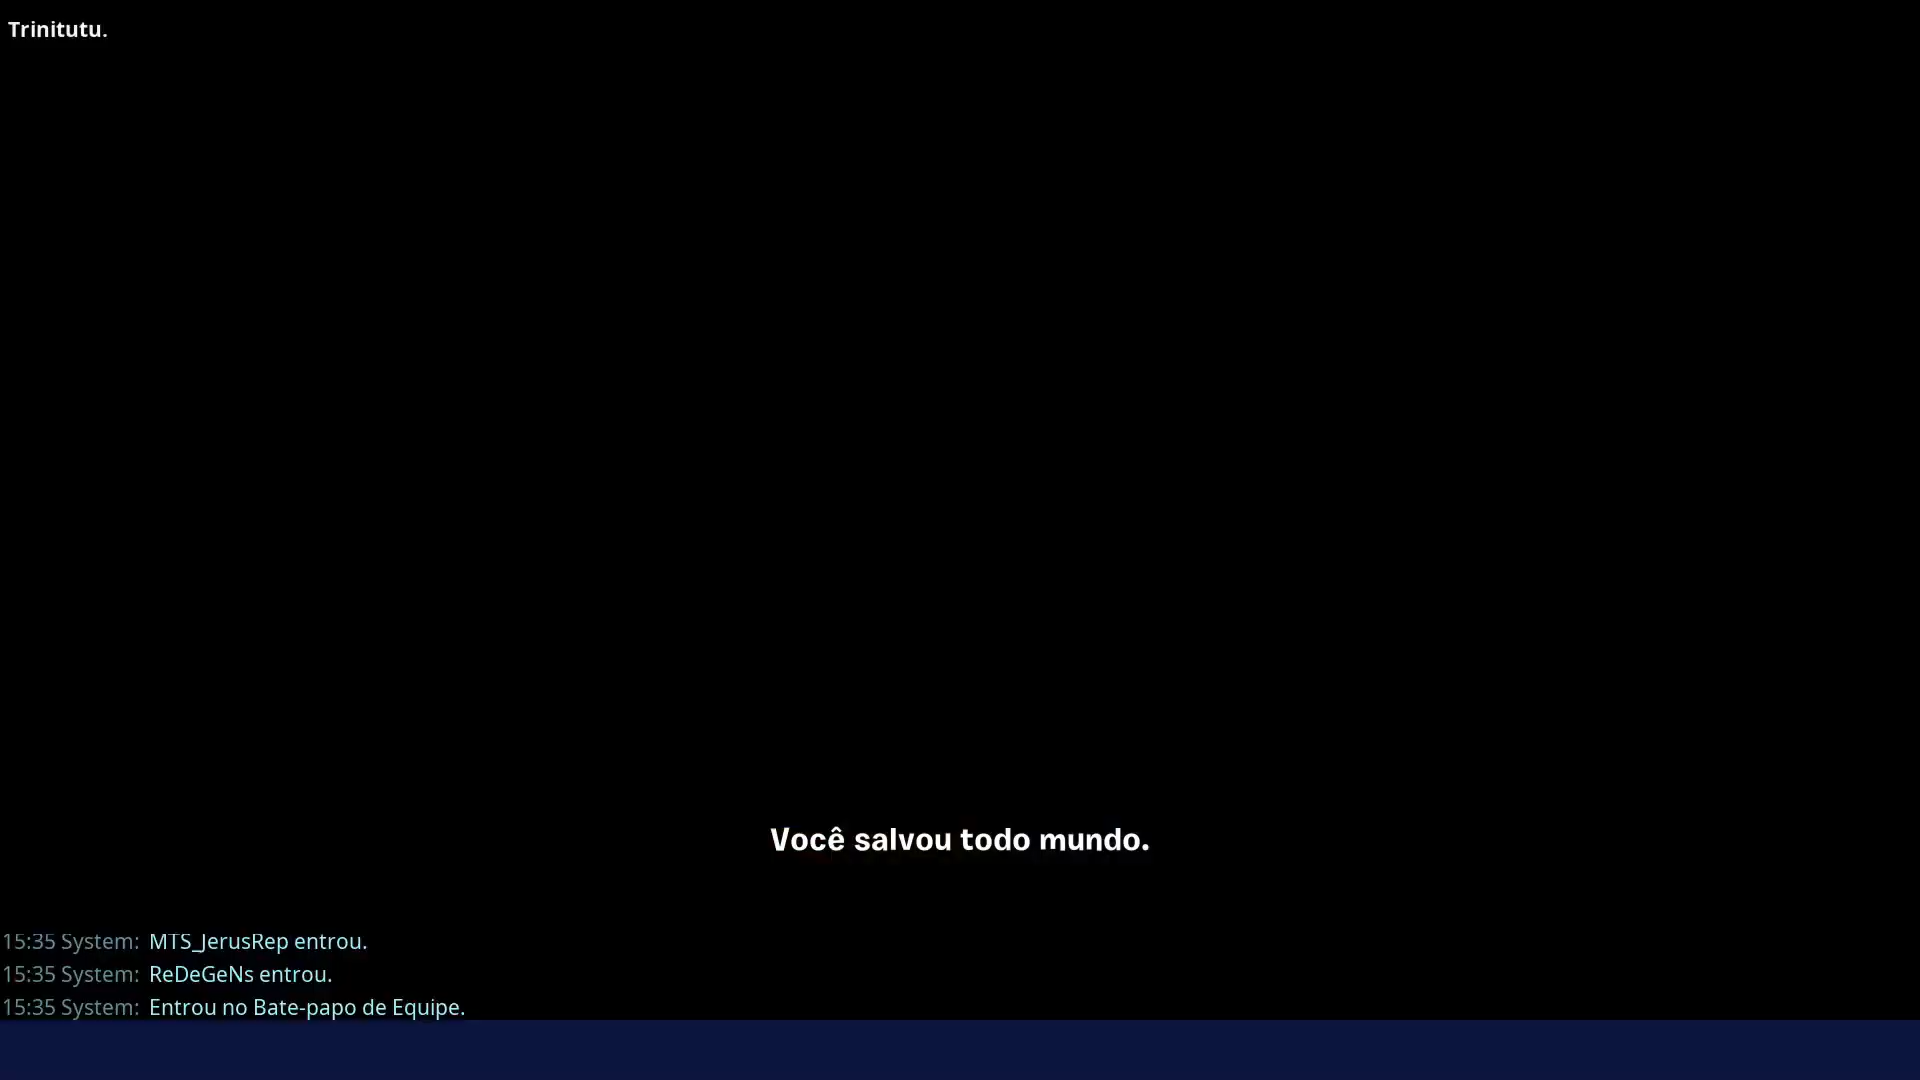 Trinitutu.
Você salvou todo mundo.
15:35 System: MTS_JerusRep entrou.
15:35 System: ReDeGeNs entrou.
15:35 System: Entrou no Bate-papo de Equipe.